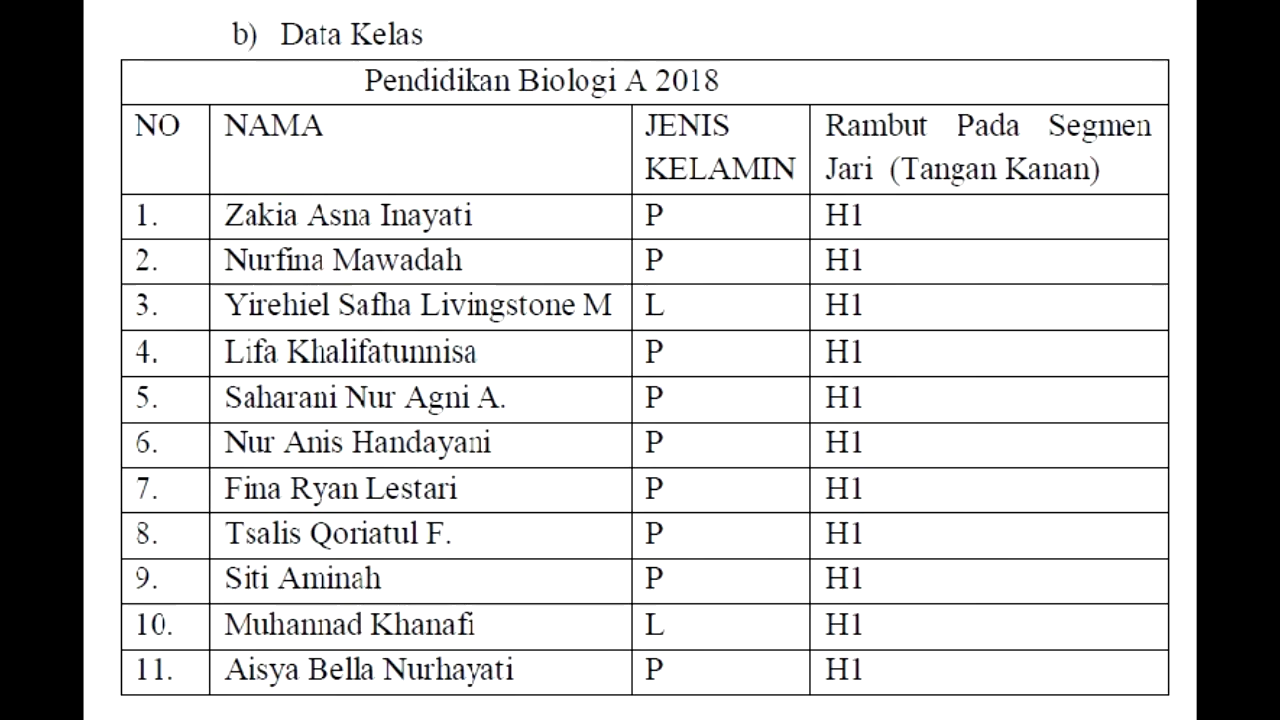 b) Data Kelas
Pendidikan Biologi A 2018
NO NAMA JENIS KELAMIN Rambut Pada Segmen Jari (Tangan Kanan)
1. Zakia Asna Inayati P H1
2. Nurfina Mawadah P H1
3. Yirehiel Safha Livingstone M L H1
4. Lifa Khalifatunnisa P H1
5. Saharani Nur Agni A. P H1
6. Nur Anis Handayani P H1
7. Fina Ryan Lestari P H1
8. Tsalis Qoriatul F. P H1
9. Siti Aminah P H1
10. Muhannad Khanafi L H1
11. Aisya Bella Nurhayati P H1